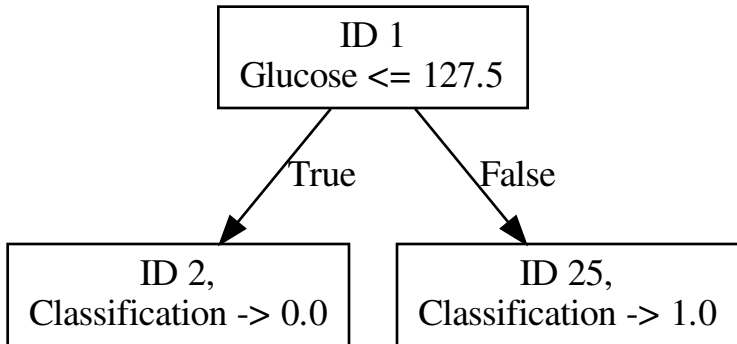 ID 1
Glucose <= 127.5
True
False
ID 2,
Classification -> 0.0
ID 25,
Classification -> 1.0